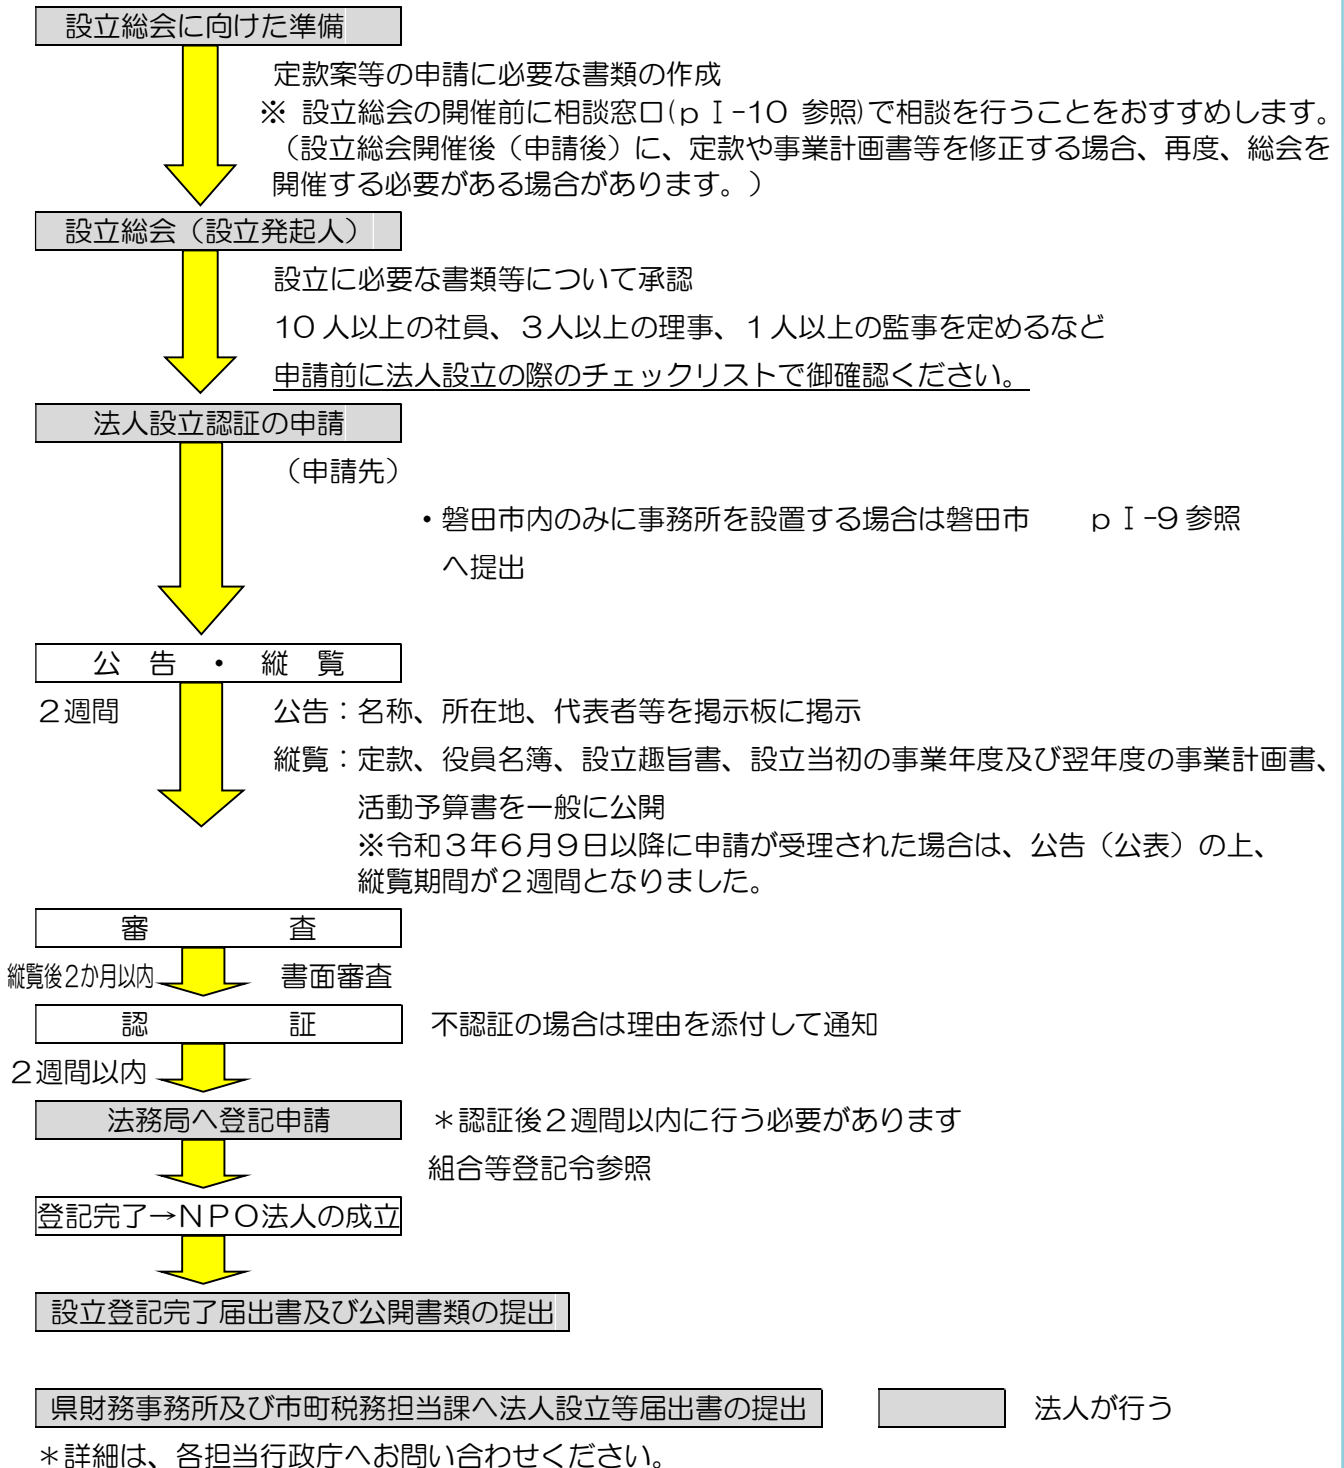 設立総会に向けた準備
定款案等の申請に必要な書類の作成
※ 設立総会の開催前に相談窓口(pⅠ-10 参照)で相談を行うことをおすすめします。
（設立総会開催後（申請後）に、定款や事業計画書等を修正する場合、再度、総会を
開催する必要がある場合があります。）
設立総会（設立発起人）
設立に必要な書類等について承認
10人以上の社員、３人以上の理事、１人以上の監事を定めるなど
申請前に法人設立の際のチェックリストで御確認ください。
法人設立認証の申請
（申請先）
・磐田市内のみに事務所を設置する場合は磐田市　　pⅠ-9参照
へ提出
公　告　・　縦　覧
２週間　公告：名称、所在地、代表者等を掲示板に掲示
縦覧：定款、役員名簿、設立趣旨書、設立当初の事業年度及び翌年度の事業計画書、
活動予算書を一般に公開
※令和３年６月９日以降に申請が受理された場合は、公告（公表）の上、
縦覧期間が２週間となりました。
審　　　　　査
縦覧後2か月以内　書面審査
認　　　　　証　不認証の場合は理由を添付して通知
２週間以内
法務局へ登記申請　＊認証後２週間以内に行う必要があります
組合等登記令参照
登記完了→ＮＰＯ法人の成立
設立登記完了届出書及び公開書類の提出
県財務事務所及び市町税務担当課へ法人設立等届出書の提出　法人が行う
＊詳細は、各担当行政庁へお問い合わせください。